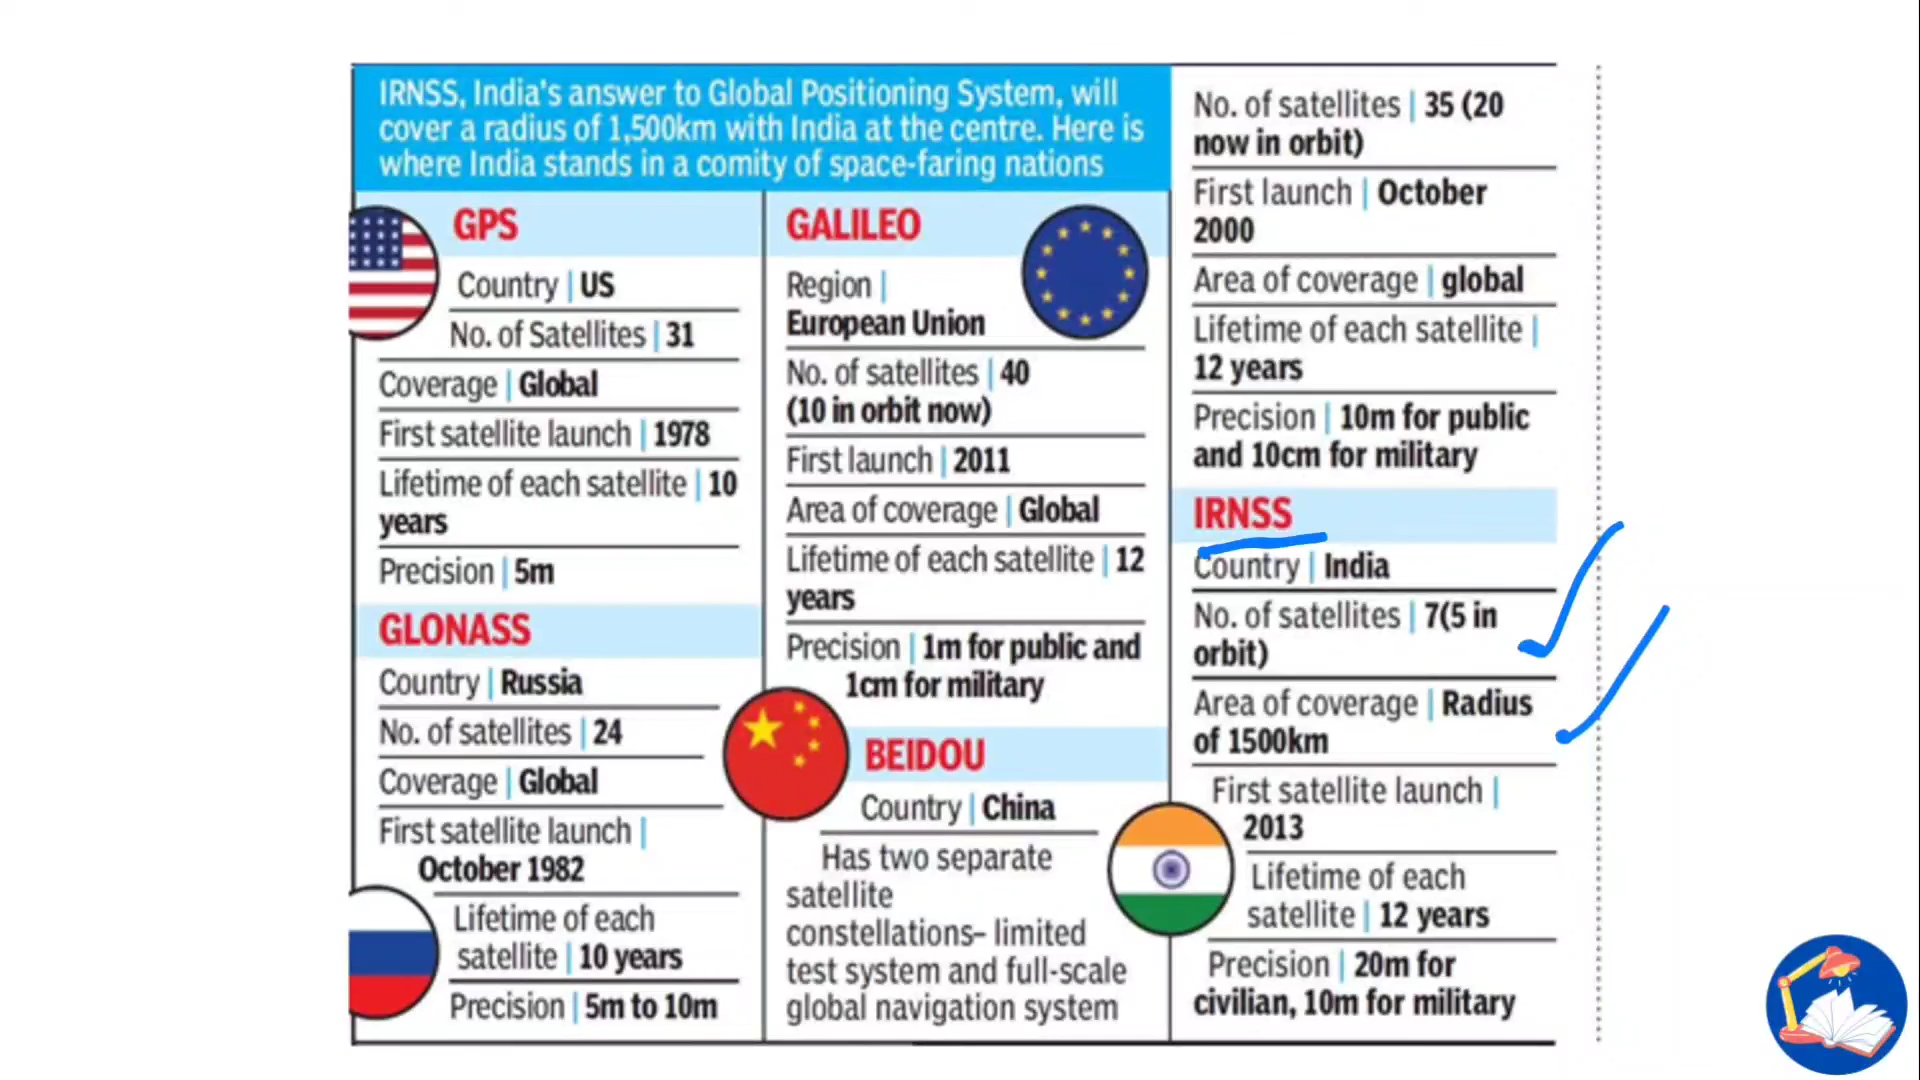 IRNSS, India's answer to Global Positioning System, will
cover a radius of 1,500km with India at the centre. Here is
where India stands in a comity of space-faring nations
GPS
Country | US
No. of Satellites | 31
Coverage | Global
First satellite launch | 1978
Lifetime of each satellite | 10
years
Precision | 5m
GLONASS
Country | Russia
No. of satellites | 24
Coverage | Global
First satellite launch |
October 1982
Lifetime of each
satellite | 10 years
Precision | 5m to 10m
GALILEO
Region |
European Union
No. of satellites | 40
(10 in orbit now)
First launch | 2011
Area of coverage | Global
Lifetime of each satellite | 12
years
Precision | 1m for public and
1cm for military
BEIDOU
Country | China
Has two separate
satellite
constellations– limited
test system and full-scale
global navigation system
No. of satellites | 35 (20
now in orbit)
First launch | October
2000
Area of coverage | global
Lifetime of each satellite |
12 years
Precision | 10m for public
and 10cm for military
IRNSS
Country | India
No. of satellites | 7(5 in
orbit)
Area of coverage | Radius
of 1500km
First satellite launch |
2013
Lifetime of each
satellite | 12 years
Precision | 20m for
civilian, 10m for military